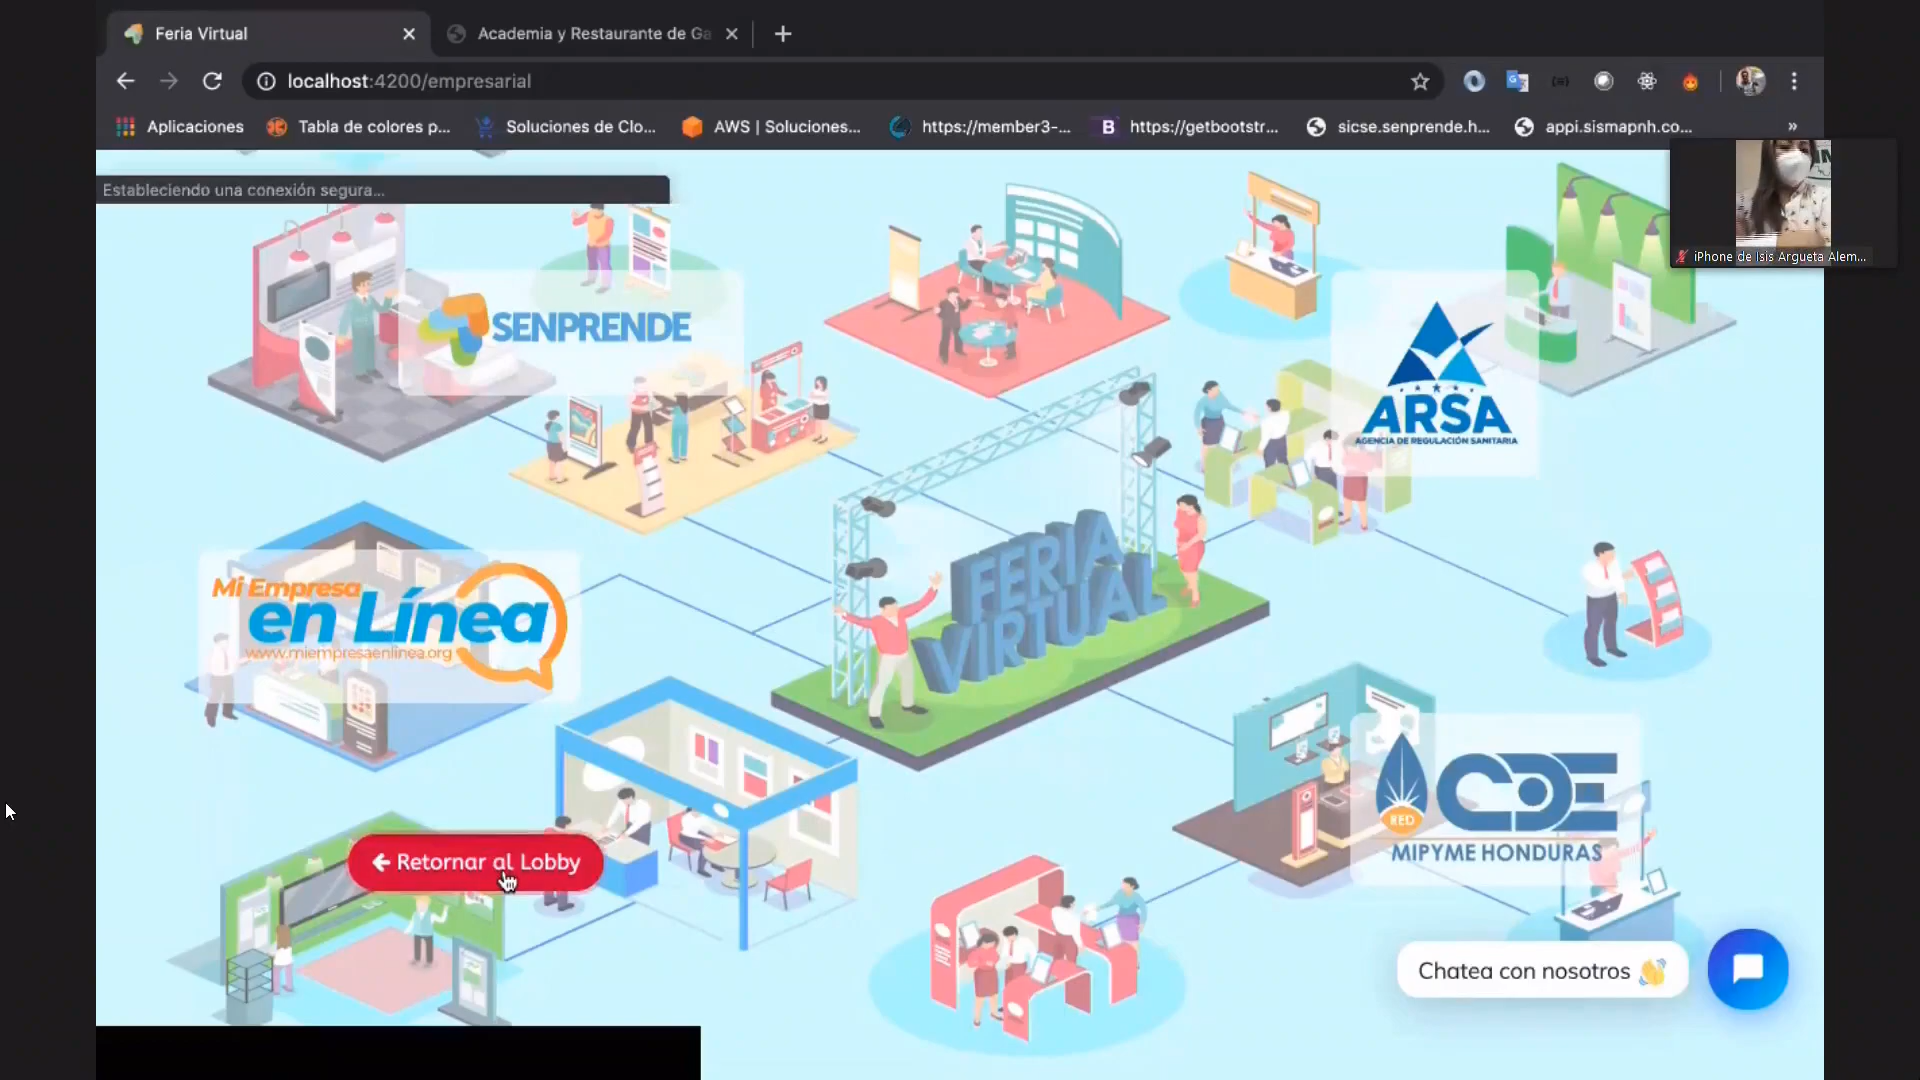 Feria Virtual
Academia y Restaurante de Ga
localhost:4200/empresarial
Aplicaciones
Tabla de colores p...
Soluciones de Clo...
AWS | Soluciones...
https://member3-...
B
https://getbootstr...
sicse.senprende.h...
appi.sismapnh.co...
»
Estableciendo una conexión segura...
iPhone de Isis Argueta Alem...
SENPRENDE
ARSA
AGENCIA DE REGULACIÓN SANITARIA
FERIA
VIRTUAL
Mi Empresa
en Línea
www.miempresaenlinea.org
RED
CDE
MIPYME HONDURAS
Retornar al Lobby
Chatea con nosotros 👋